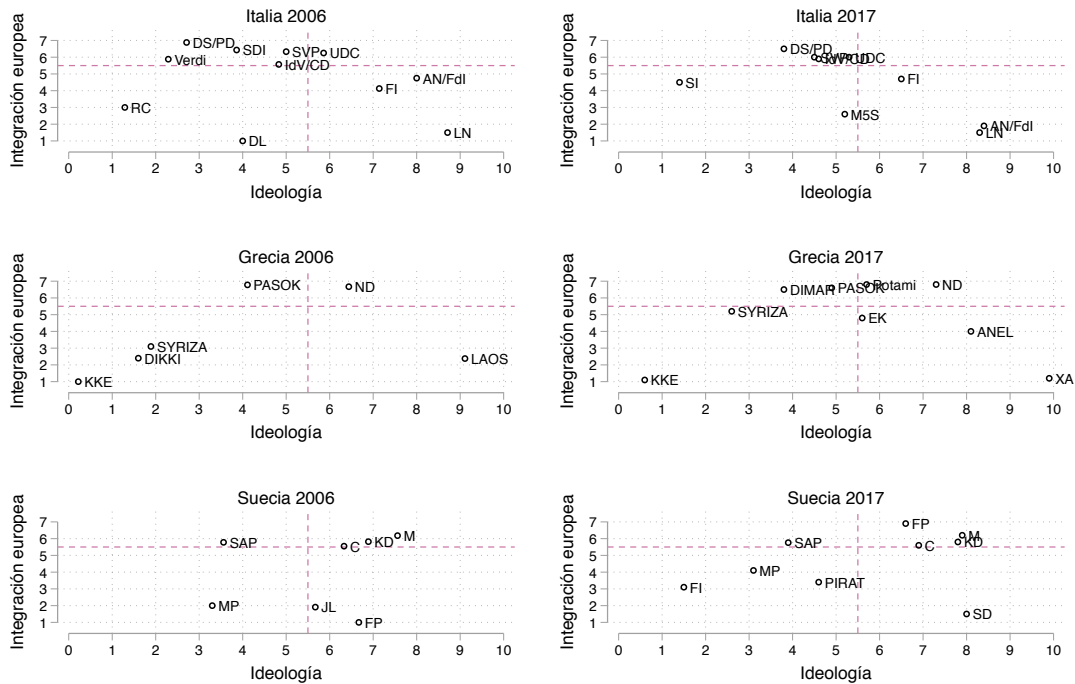 Italia 2006
Integración europea
7
6
5
4
3
2
1
DS/PD
SDI
SVP
UDC
Verdi
IdV/CD
AN/FdI
FI
RC
LN
DL
0 1 2 3 4 5 6 7 8 9 10
Ideología
Italia 2017
Integración europea
7
6
5
4
3
2
1
DS/PD
SVP
IdV/CD
UDC
SI
FI
M5S
AN/FdI
LN
0 1 2 3 4 5 6 7 8 9 10
Ideología
Grecia 2006
Integración europea
7
6
5
4
3
2
1
PASOK
ND
SYRIZA
DIKKI
LAOS
KKE
0 1 2 3 4 5 6 7 8 9 10
Ideología
Grecia 2017
Integración europea
7
6
5
4
3
2
1
DIMAR
PASOK
Potami
ND
SYRIZA
EK
ANEL
KKE
XA
0 1 2 3 4 5 6 7 8 9 10
Ideología
Suecia 2006
Integración europea
7
6
5
4
3
2
1
SAP
C
KD
M
MP
JL
FP
0 1 2 3 4 5 6 7 8 9 10
Ideología
Suecia 2017
Integración europea
7
6
5
4
3
2
1
FP
M
SAP
C
KD
MP
FI
PIRAT
SD
0 1 2 3 4 5 6 7 8 9 10
Ideología